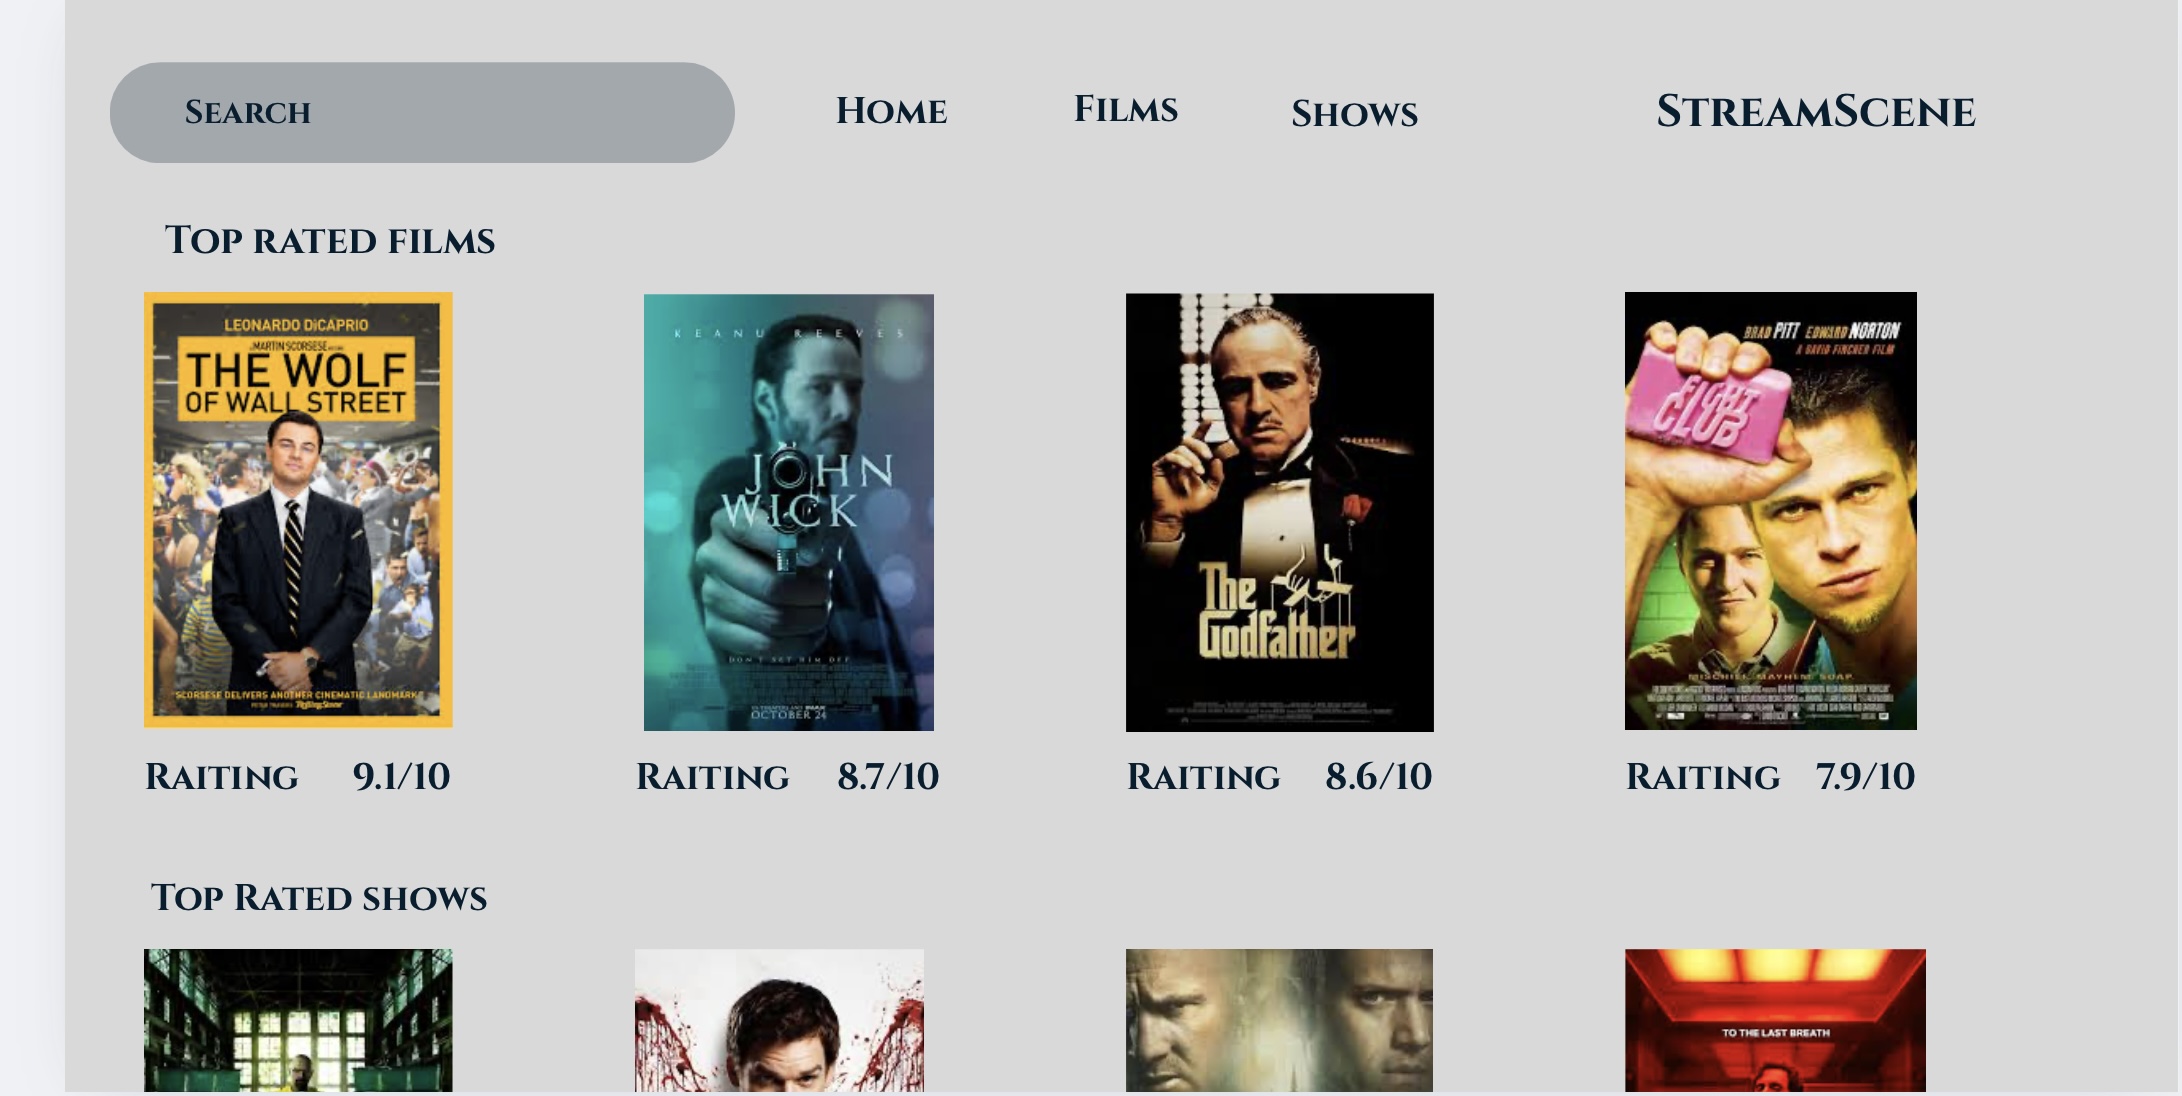 Search
Home
Films
Shows
StreamScene
Top rated films
LEONARDO DiCAPRIO
MARTIN SCORSESE
THE WOLF
OF WALL STREET
SCORSESE DELIVERS ANOTHER CINEMATIC LANDMARK
PETER TRAVERS Rolling Stone
KEANU REEVES
JOHN
WICK
DON'T SET HIM OFF
OCTOBER 24
The
Godfather
BRAD PITT EDWARD NORTON
A DAVID FINCHER FILM
FIGHT
CLUB
MISCHIEF. MAYHEM. SOAP.
Raiting 9.1/10
Raiting 8.7/10
Raiting 8.6/10
Raiting 7.9/10
Top Rated shows
TO THE LAST BREATH